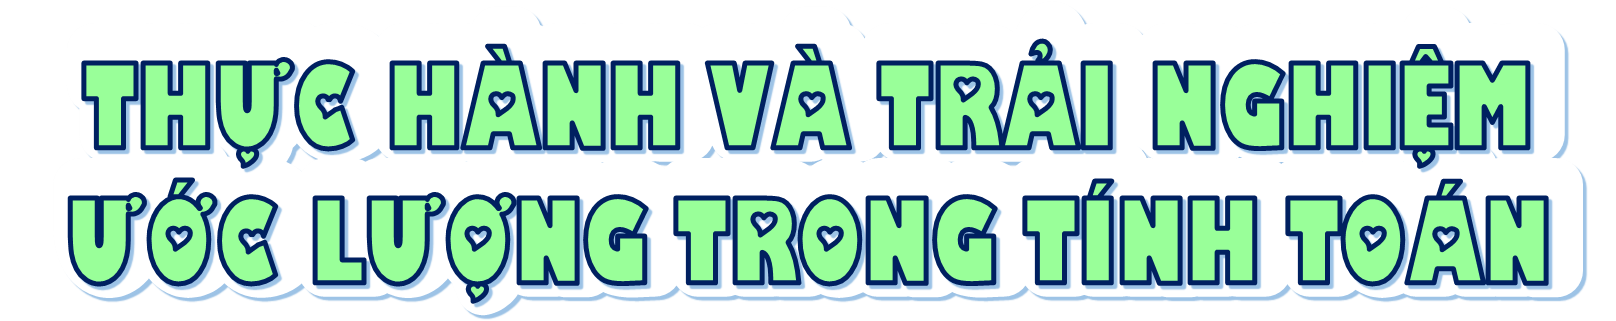 THỰC HÀNH VÀ TRẢI NGHIỆM
ƯỚC LƯỢNG TRONG TÍNH TOÁN